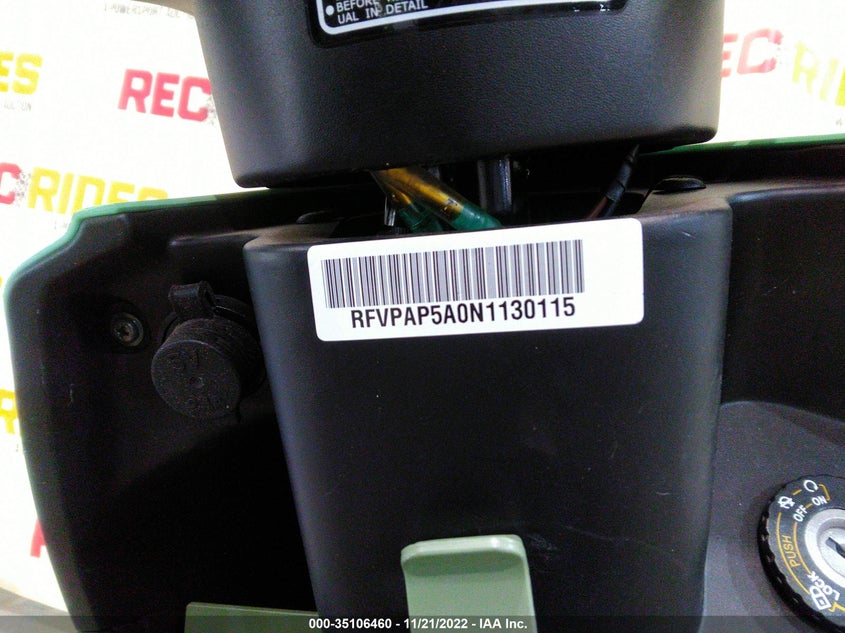 BEFORE
UAL IN DETAIL
REC RIDES
REC RIDES
RFVPAP5A0N1130115
5V
ON
OFF
PUSH
LOCK
000-35106460 - 11/21/2022 - IAA Inc.